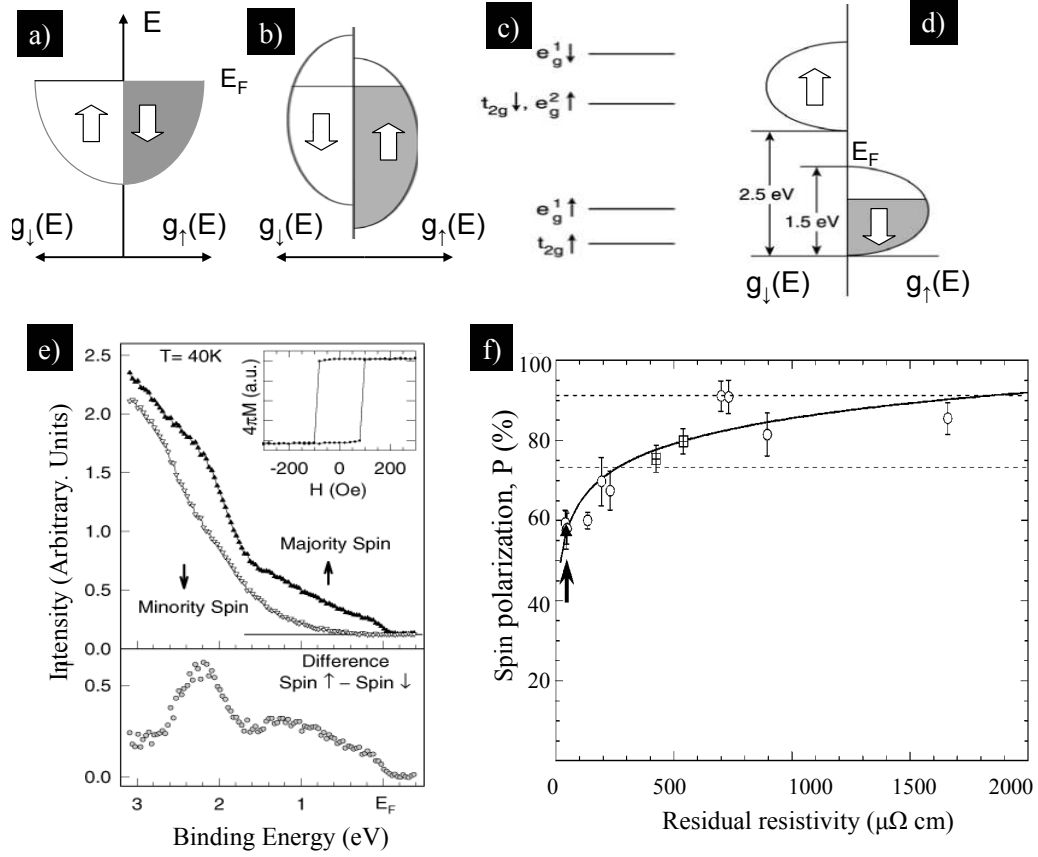 a)
E
E_F
g↓(E)
g↑(E)
b)
g↓(E)
g↑(E)
c)
e_g^1 ↓
t_2g ↓, e_g^2 ↑
e_g^1 ↑
t_2g ↑
d)
E_F
2.5 eV
1.5 eV
g↓(E)
g↑(E)
e)
T= 40K
2.5
2.0
1.5
1.0
0.5
0.0
0.5
0.0
Intensity (Arbitrary. Units)
4πM (a.u.)
-200
0
200
H (Oe)
Majority Spin
Minority Spin
Difference
Spin ↑ – Spin ↓
3
2
1
E_F
Binding Energy (eV)
f)
100
90
80
70
60
50
40
Spin polarization, P (%)
0
500
1000
1500
2000
Residual resistivity (μΩ cm)